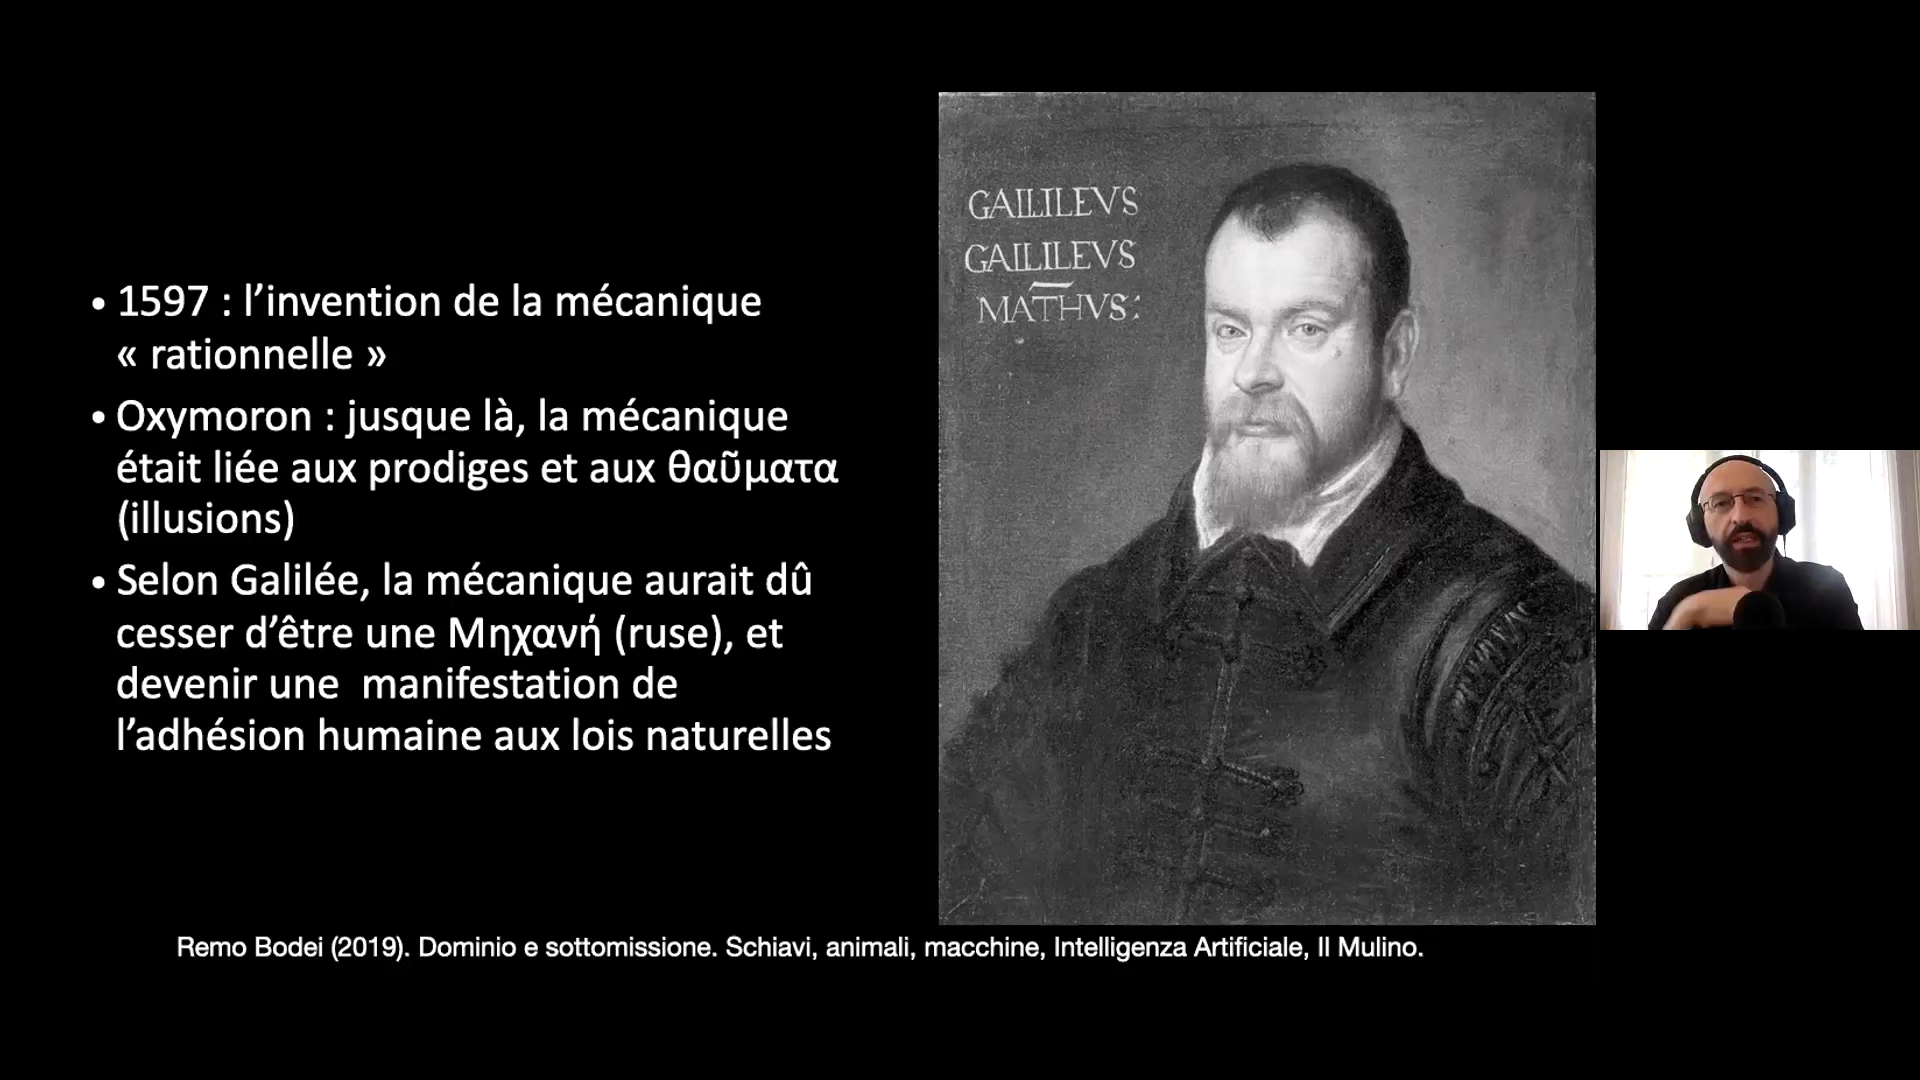 • 1597 : l’invention de la mécanique
« rationnelle »
• Oxymoron : jusque là, la mécanique
était liée aux prodiges et aux θαῦματα
(illusions)
• Selon Galilée, la mécanique aurait dû
cesser d’être une Μηχανή (ruse), et
devenir une  manifestation de
l’adhésion humaine aux lois naturelles
GALLILEVS
GALLILEVS
MATHVS:
Remo Bodei (2019). Dominio e sottomissione. Schiavi, animali, macchine, Intelligenza Artificiale, Il Mulino.